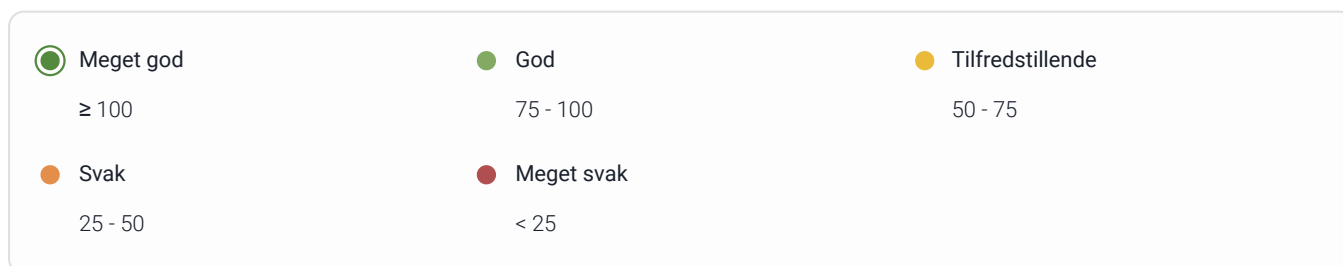 Meget god
God
Tilfredstillende
≥ 100
75 - 100
50 - 75
Svak
Meget svak
25 - 50
< 25